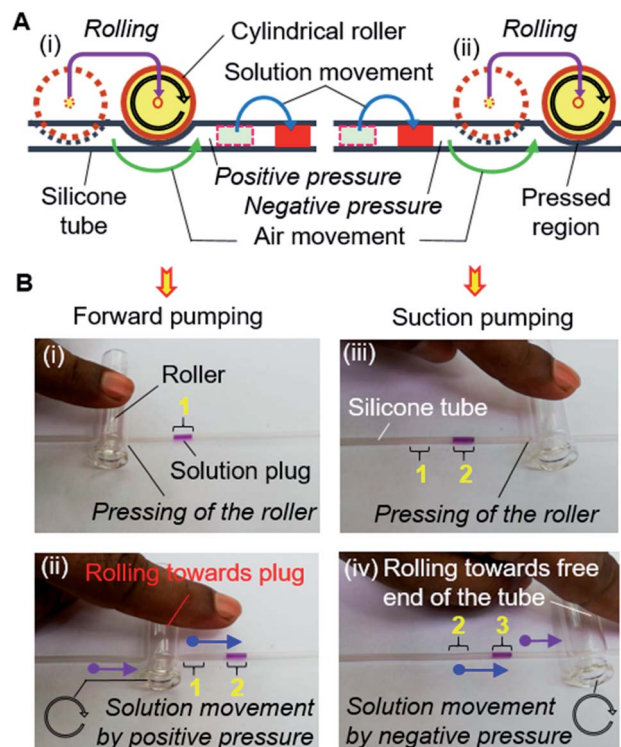 A
(i)
Rolling
Cylindrical roller
(ii)
Rolling
Solution movement
Silicone
tube
Positive pressure
Negative pressure
Air movement
Pressed
region
B
Forward pumping
Suction pumping
(i)
Roller
1
Solution plug
Pressing of the roller
(iii)
Silicone tube
1
2
Pressing of the roller
(ii)
Rolling towards plug
1
2
Solution movement
by positive pressure
(iv) Rolling towards free
end of the tube
2
3
Solution movement
by negative pressure